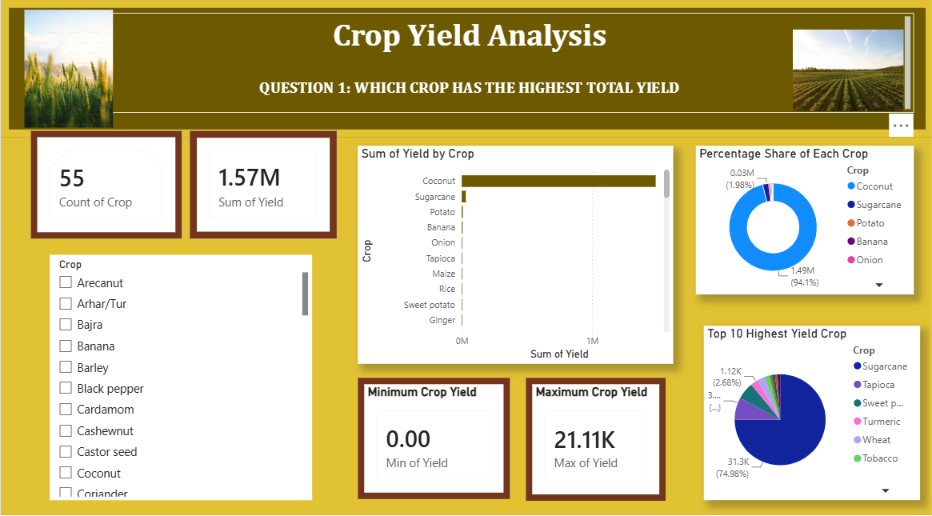 Crop Yield Analysis
QUESTION 1: WHICH CROP HAS THE HIGHEST TOTAL YIELD
...
55
Count of Crop
1.57M
Sum of Yield
Crop
Arecanut
Arhar/Tur
Bajra
Banana
Barley
Black pepper
Cardamom
Cashewnut
Castor seed
Coconut
Coriander
Sum of Yield by Crop
Crop
Coconut
Sugarcane
Potato
Banana
Onion
Tapioca
Maize
Rice
Sweet potato
Ginger
0M 1M
Sum of Yield
Minimum Crop Yield
0.00
Min of Yield
Maximum Crop Yield
21.11K
Max of Yield
Percentage Share of Each Crop
0.03M
(1.98%)
1.49M
(94.1%)
Crop
Coconut
Sugarcane
Potato
Banana
Onion
Top 10 Highest Yield Crop
1.12K
(2.68%)
3....
(...)
31.3K
(74.98%)
Crop
Sugarcane
Tapioca
Sweet p...
Turmeric
Wheat
Tobacco